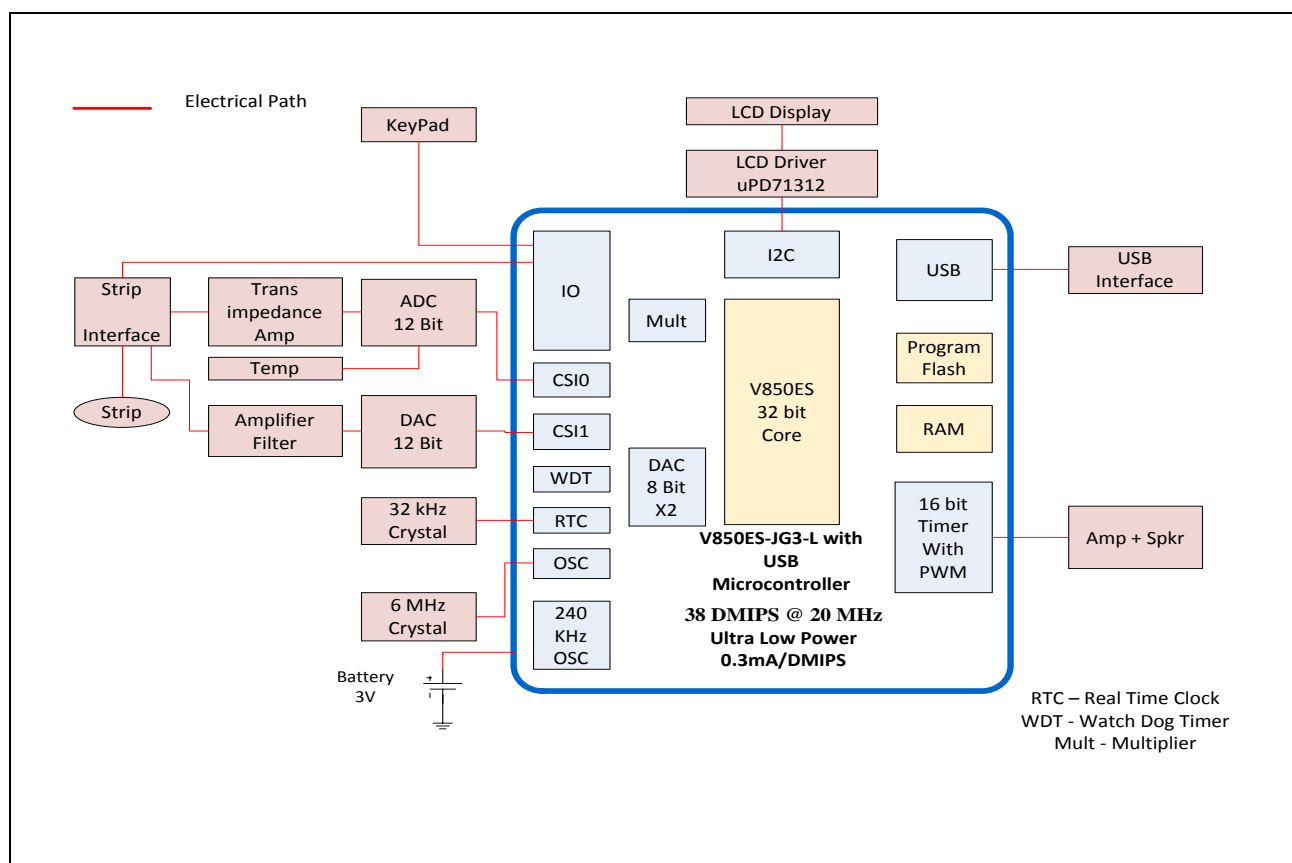 Electrical Path
KeyPad
LCD Display
LCD Driver
uPD71312
IO
I2C
USB
USB
Interface
Strip
Interface
Trans
impedance
Amp
ADC
12 Bit
Mult
Temp
Program
Flash
CSI0
V850ES
32 bit
Core
Strip
Amplifier
Filter
DAC
12 Bit
CSI1
RAM
WDT
DAC
8 Bit
X2
32 kHz
Crystal
RTC
16 bit
Timer
With
PWM
Amp + Spkr
OSC
V850ES-JG3-L with
USB
Microcontroller
6 MHz
Crystal
240
KHz
OSC
38 DMIPS @ 20 MHz
Ultra Low Power
0.3mA/DMIPS
Battery
3V
+
-
RTC – Real Time Clock
WDT - Watch Dog Timer
Mult - Multiplier